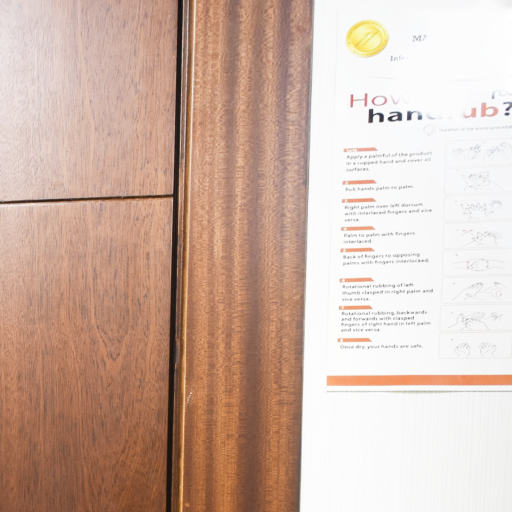 How
handrub?
Apply a palmful of the product
in a cupped hand and cover all
surfaces.
Rub hands palm to palm.
Right palm over left dorsum
with interlaced fingers and vice
versa.
Palm to palm with fingers
interlaced.
Back of fingers to opposing
palms with fingers interlocked.
Rotational rubbing of left
thumb clasped in right palm and
vice versa.
Rotational rubbing, backwards
and forwards with clasped
fingers of right hand in left palm
and vice versa.
Once dry, your hands are safe.